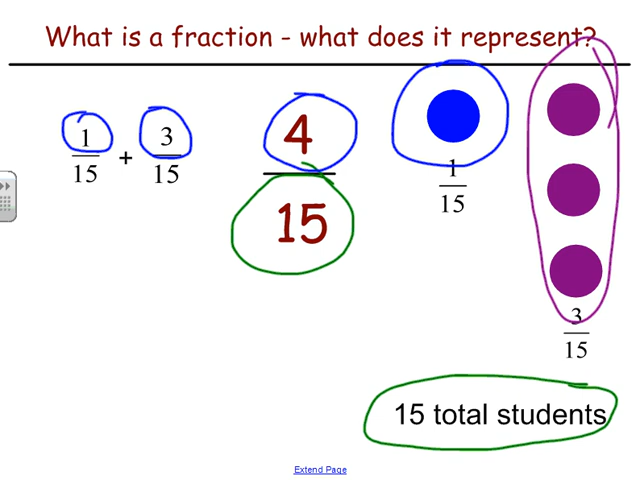 What is a fraction - what does it represent?
1/15 + 3/15
4/15
1/15
3/15
15 total students
Extend Page